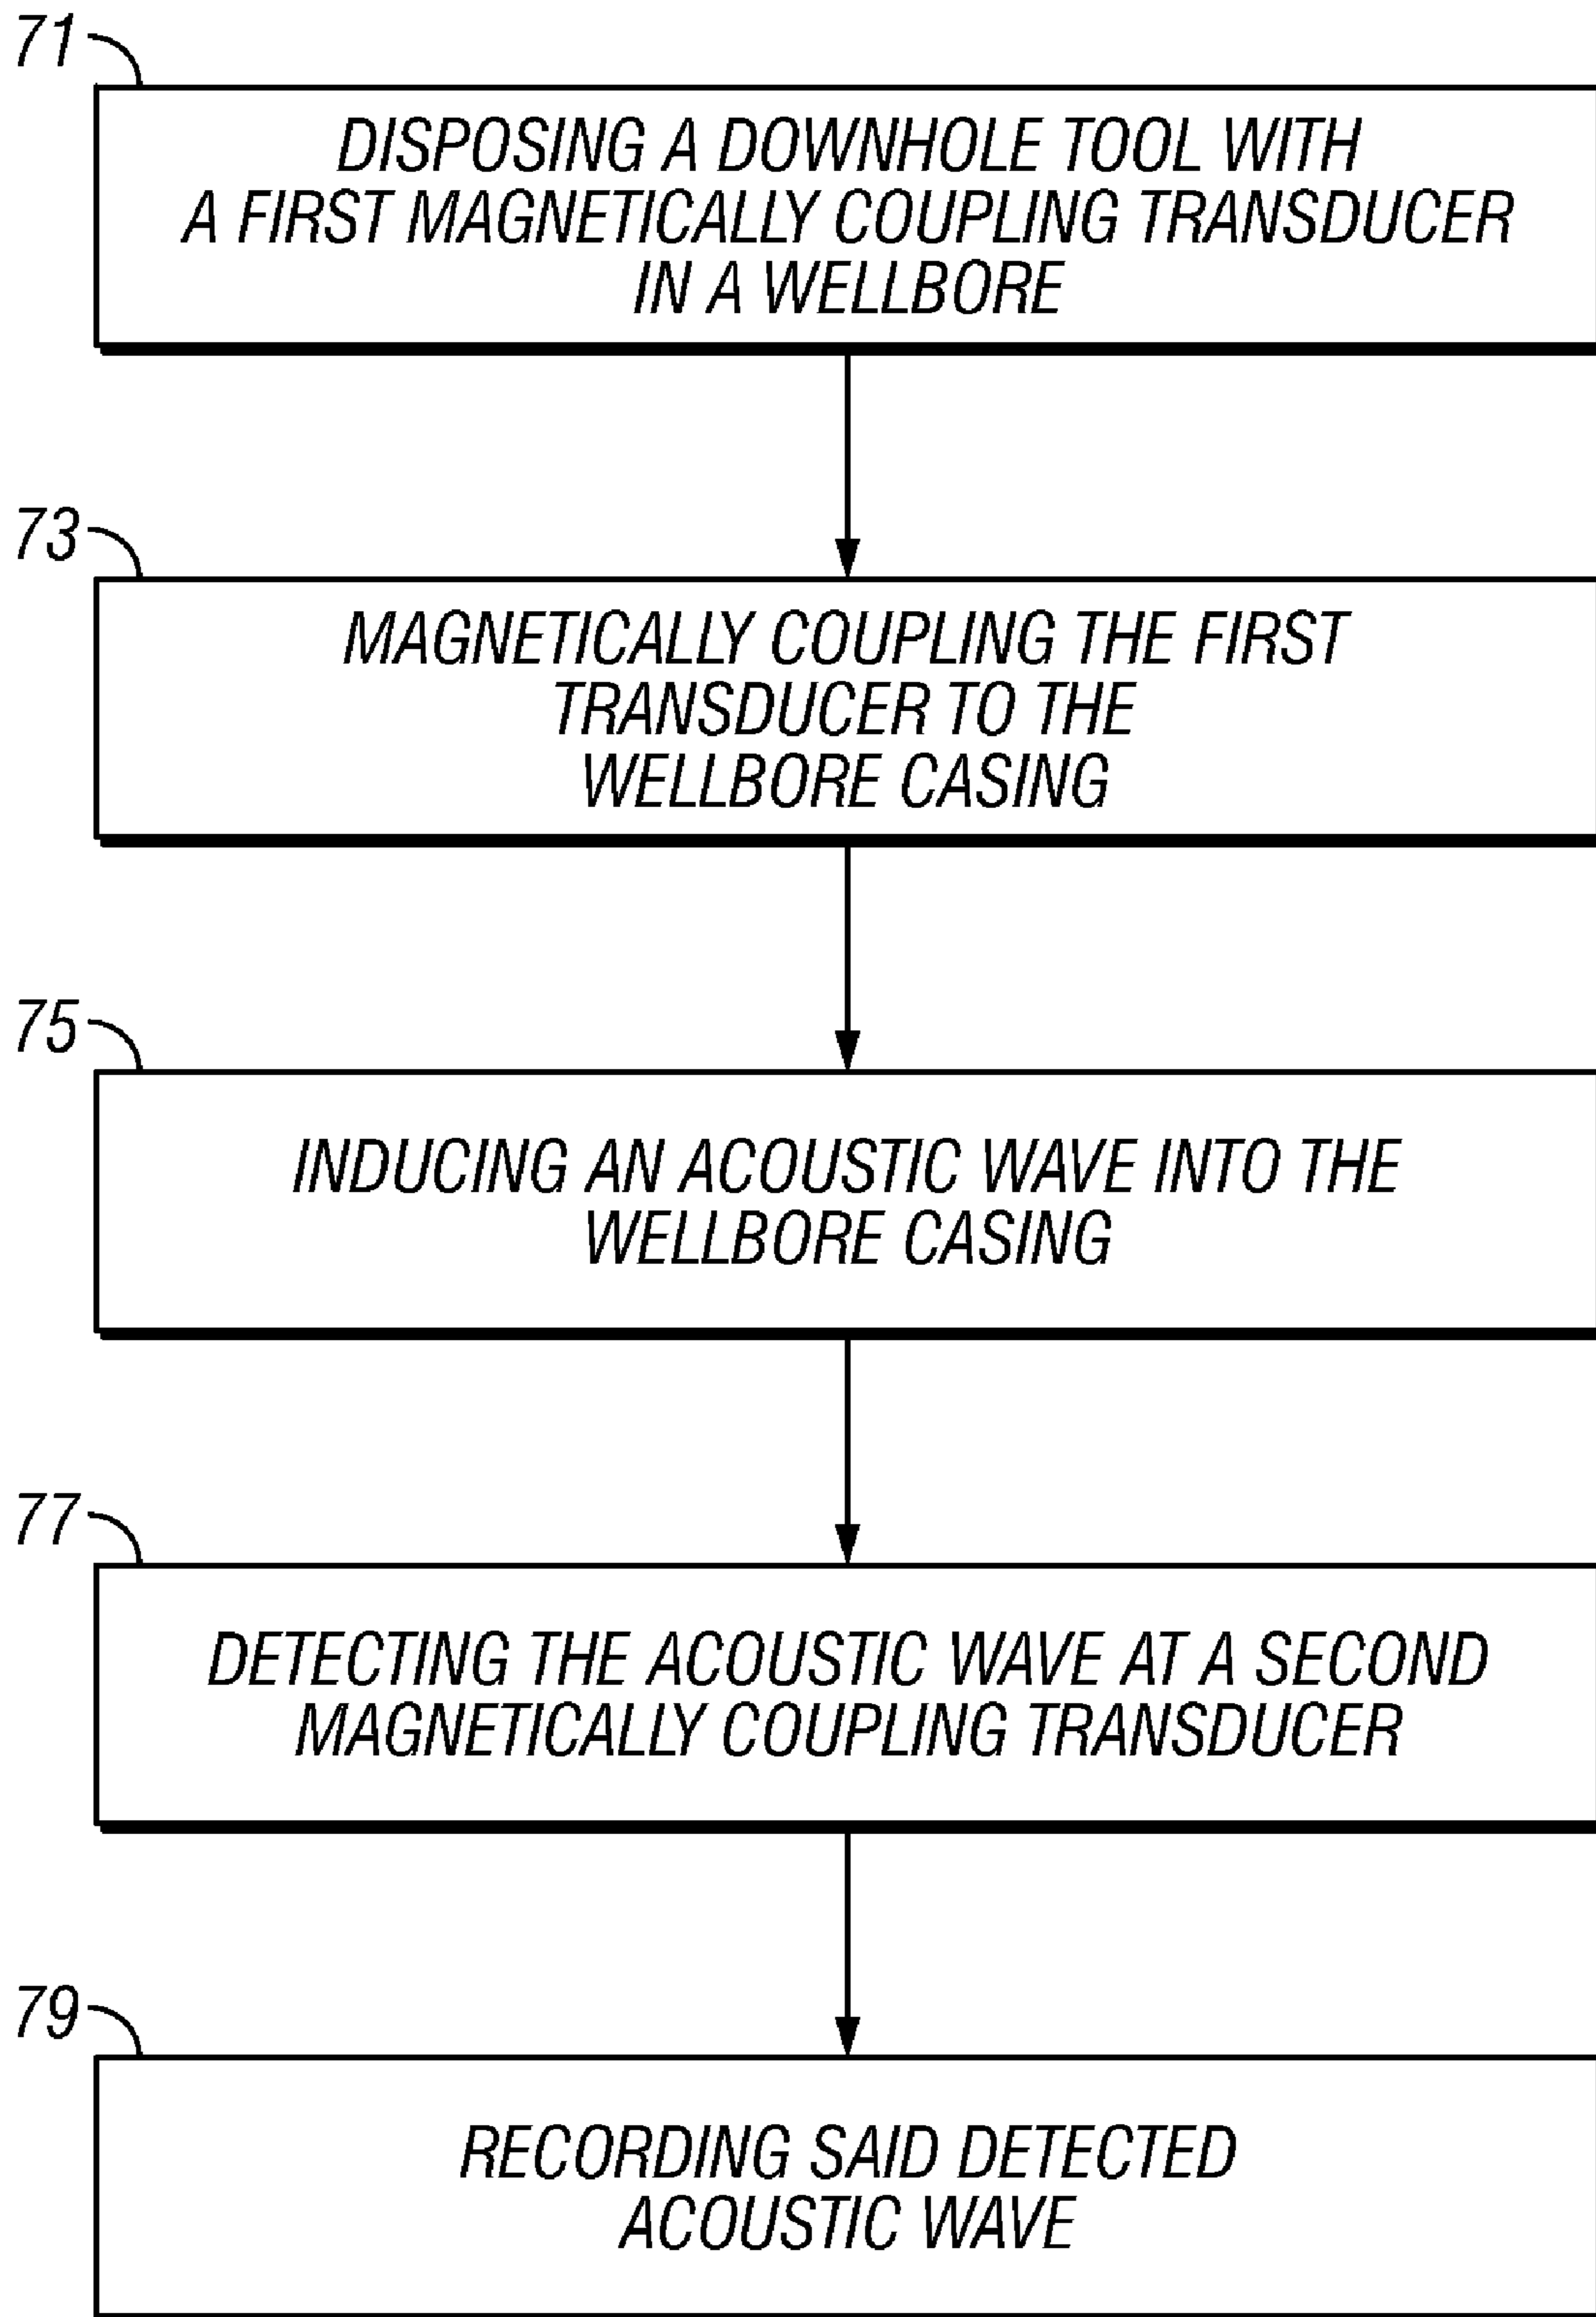 71
DISPOSING A DOWNHOLE TOOL WITH
A FIRST MAGNETICALLY COUPLING TRANSDUCER
IN A WELLBORE
73
MAGNETICALLY COUPLING THE FIRST
TRANSDUCER TO THE
WELLBORE CASING
75
INDUCING AN ACOUSTIC WAVE INTO THE
WELLBORE CASING
77
DETECTING THE ACOUSTIC WAVE AT A SECOND
MAGNETICALLY COUPLING TRANSDUCER
79
RECORDING SAID DETECTED
ACOUSTIC WAVE